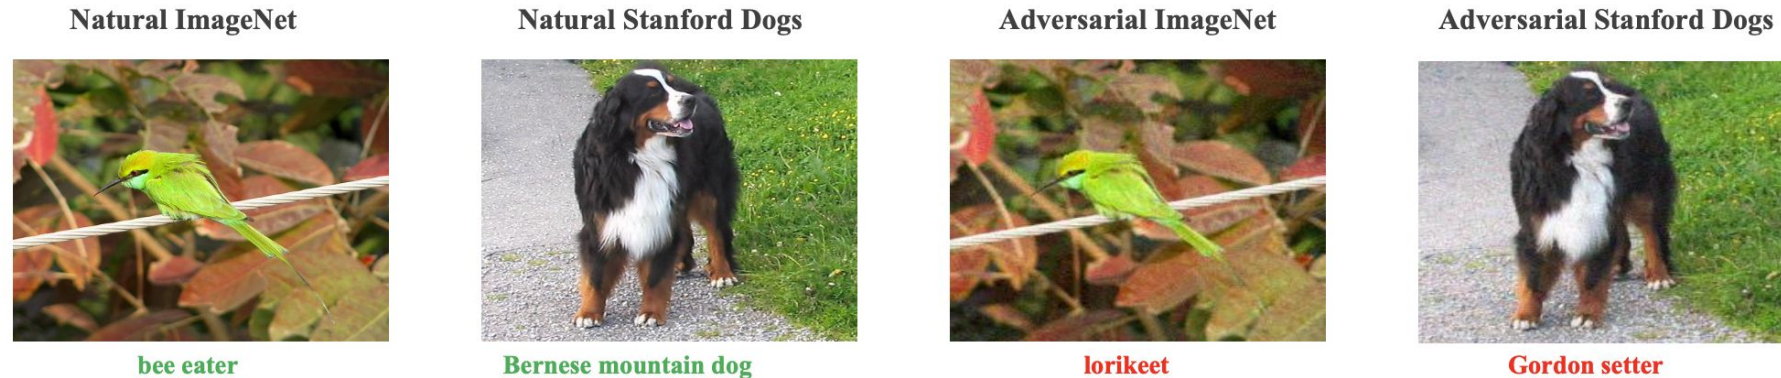 Natural ImageNet
Natural Stanford Dogs
Adversarial ImageNet
Adversarial Stanford Dogs
bee eater
Bernese mountain dog
lorikeet
Gordon setter